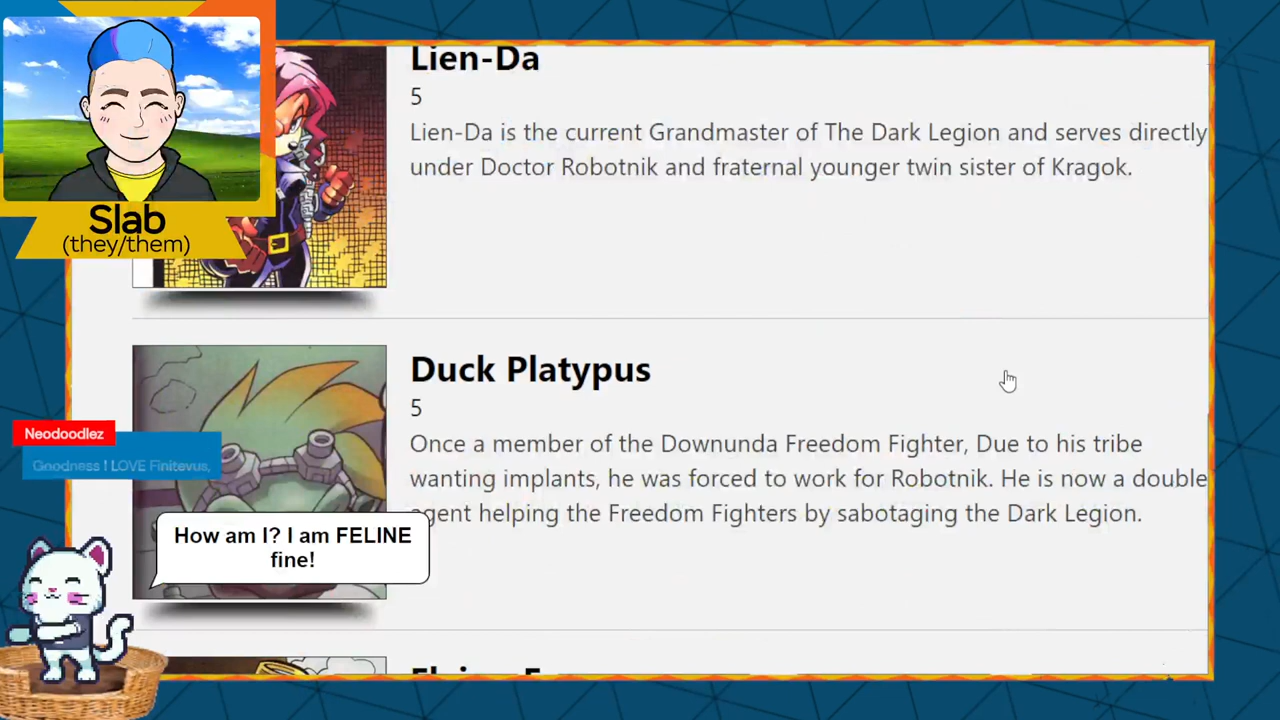 Lien-Da
5
Lien-Da is the current Grandmaster of The Dark Legion and serves directly
under Doctor Robotnik and fraternal younger twin sister of Kragok.
Slab
(they/them)
Duck Platypus
5
Once a member of the Downunda Freedom Fighter, Due to his tribe
wanting implants, he was forced to work for Robotnik. He is now a double
agent helping the Freedom Fighters by sabotaging the Dark Legion.
Neodoodlez
Goodness I LOVE Finitevus,
How am I? I am FELINE
fine!